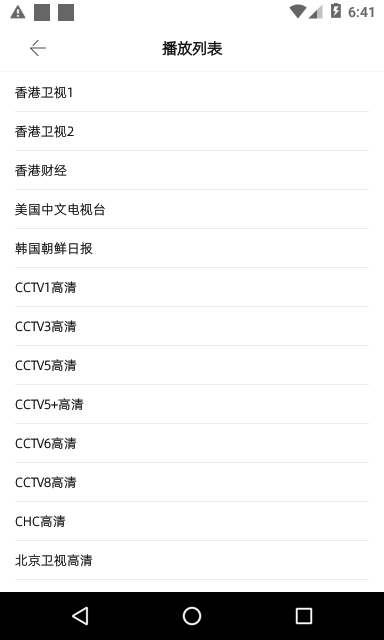 6:41
播放列表
香港卫视1
香港卫视2
香港财经
美国中文电视台
韩国朝鲜日报
CCTV1高清
CCTV3高清
CCTV5高清
CCTV5+高清
CCTV6高清
CCTV8高清
CHC高清
北京卫视高清